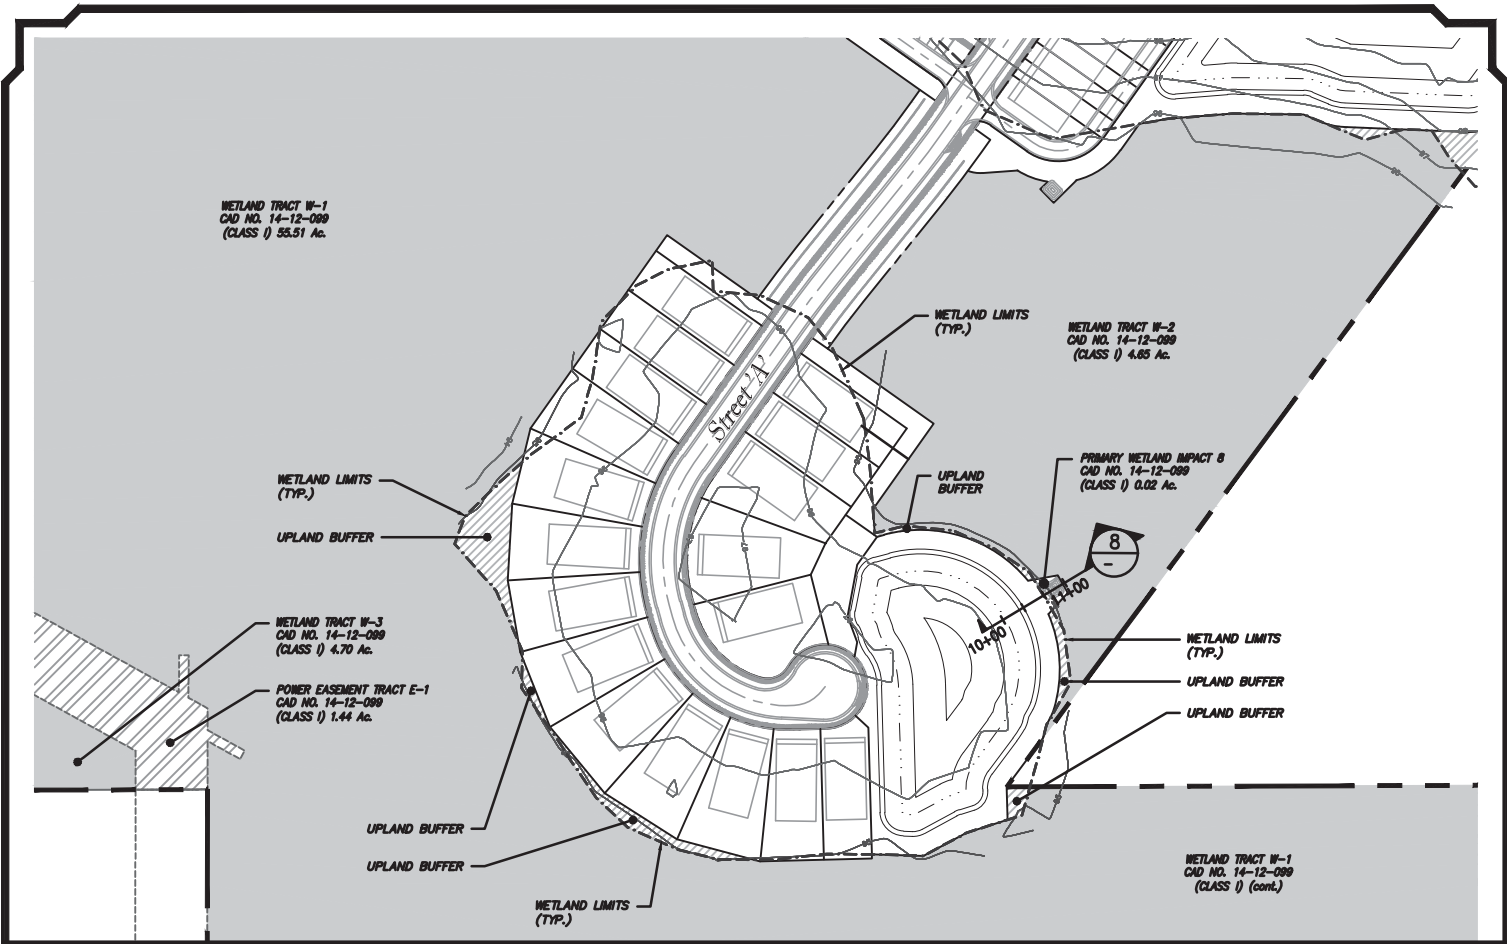 WETLAND TRACT W-1
CAD NO. 14-12-099
(CLASS I) 55.51 Ac.
WETLAND LIMITS
(TYP.)
WETLAND TRACT W-2
CAD NO. 14-12-099
(CLASS I) 4.65 Ac.
Street 'A'
PRIMARY WETLAND IMPACT 8
CAD NO. 14-12-099
(CLASS I) 0.02 Ac.
UPLAND
BUFFER
WETLAND LIMITS
(TYP.)
UPLAND BUFFER
8
-
11+00
10+00
WETLAND TRACT W-3
CAD NO. 14-12-099
(CLASS I) 4.70 Ac.
WETLAND LIMITS
(TYP.)
UPLAND BUFFER
POWER EASEMENT TRACT E-1
CAD NO. 14-12-099
(CLASS I) 1.44 Ac.
UPLAND BUFFER
UPLAND BUFFER
UPLAND BUFFER
WETLAND TRACT W-1
CAD NO. 14-12-099
(CLASS I) (cont.)
WETLAND LIMITS
(TYP.)